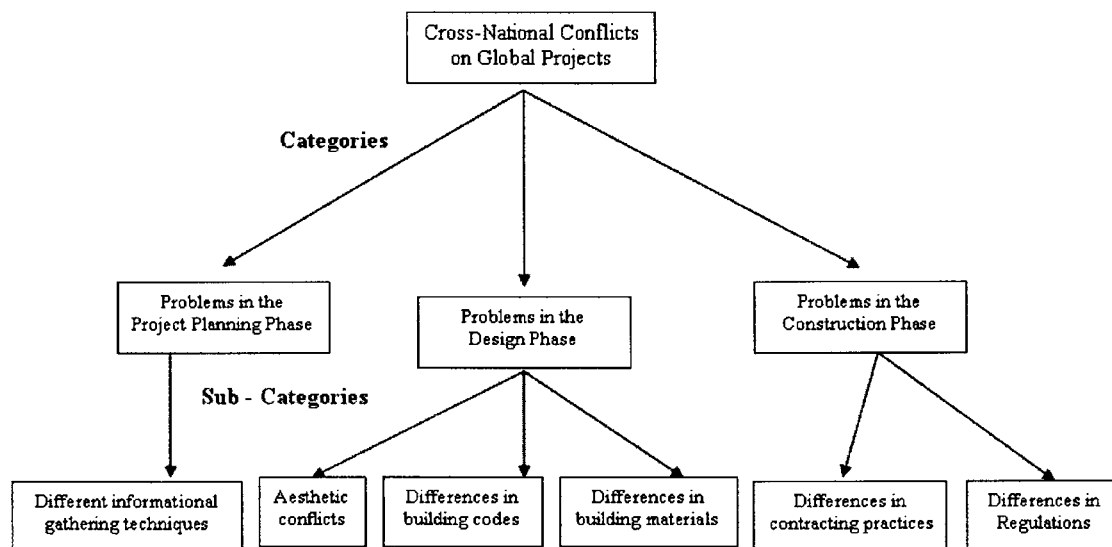 Cross-National Conflicts
on Global Projects
Categories
Problems in the
Project Planning Phase
Problems in the
Design Phase
Problems in the
Construction Phase
Sub - Categories
Different informational
gathering techniques
Aesthetic
conflicts
Differences in
building codes
Differences in
building materials
Differences in
contracting practices
Differences in
Regulations